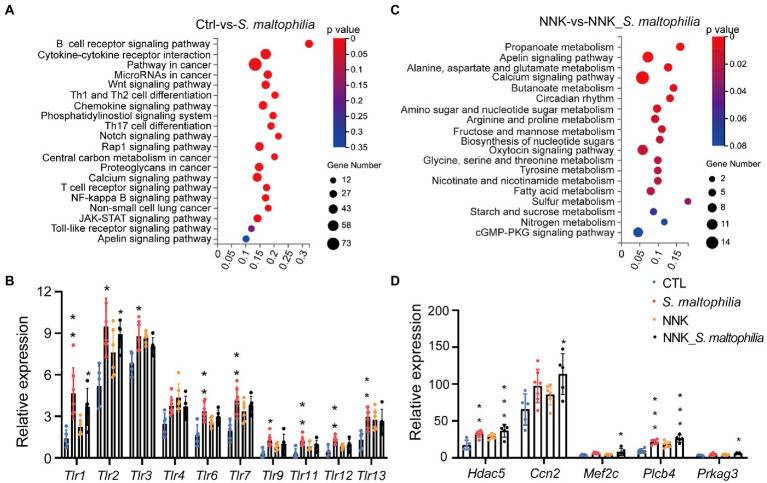 A
Ctrl-vs-S. maltophilia
B cell receptor signaling pathway
Cytokine-cytokine receptor interaction
Pathway in cancer
MicroRNAs in cancer
Wnt signaling pathway
Th1 and Th2 cell differentiation
Chemokine signaling pathway
Phosphatidylinostiol signaling system
Th17 cell differentiation
Notch signaling pathway
Rap1 signaling pathway
Central carbon metabolism in cancer
Proteoglycans in cancer
Calcium signaling pathway
T cell receptor signaling pathway
NF-kappa B signaling pathway
Non-small cell lung cancer
JAK-STAT signaling pathway
Toll-like receptor signaling pathway
Apelin signaling pathway
0 0.05 0.1 0.15 0.2 0.25 0.3
p value
0
0.05
0.1
0.15
0.2
0.25
0.3
0.35
Gene Number
12
27
43
58
73
C
NNK-vs-NNK_S. maltophilia
Propanoate metabolism
Apelin signaling pathway
Alanine, aspartate and glutamate metabolism
Calcium signaling pathway
Butanoate metabolism
Circadian rhythm
Amino sugar and nucleotide sugar metabolism
Arginine and proline metabolism
Fructose and mannose metabolism
Biosynthesis of nucleotide sugars
Oxytocin signaling pathway
Glycine, serine and threonine metabolism
Tyrosine metabolism
Nicotinate and nicotinamide metabolism
Fatty acid metabolism
Sulfur metabolism
Starch and sucrose metabolism
Nitrogen metabolism
cGMP-PKG signaling pathway
0 0.05 0.1 0.15
p value
0
0.02
0.04
0.06
0.08
Gene Number
2
5
8
11
14
B
Relative expression
12
9
6
3
0
* * * * * * * * * * * * * * * *
Tlr1 Tlr2 Tlr3 Tlr4 Tlr6 Tlr7 Tlr9 Tlr11 Tlr12 Tlr13
D
CTL
S. maltophilia
NNK
NNK_S. maltophilia
Relative expression
200
150
100
50
0
* * * * * * * * * * * * * *
Hdac5 Ccn2 Mef2c Plcb4 Prkag3